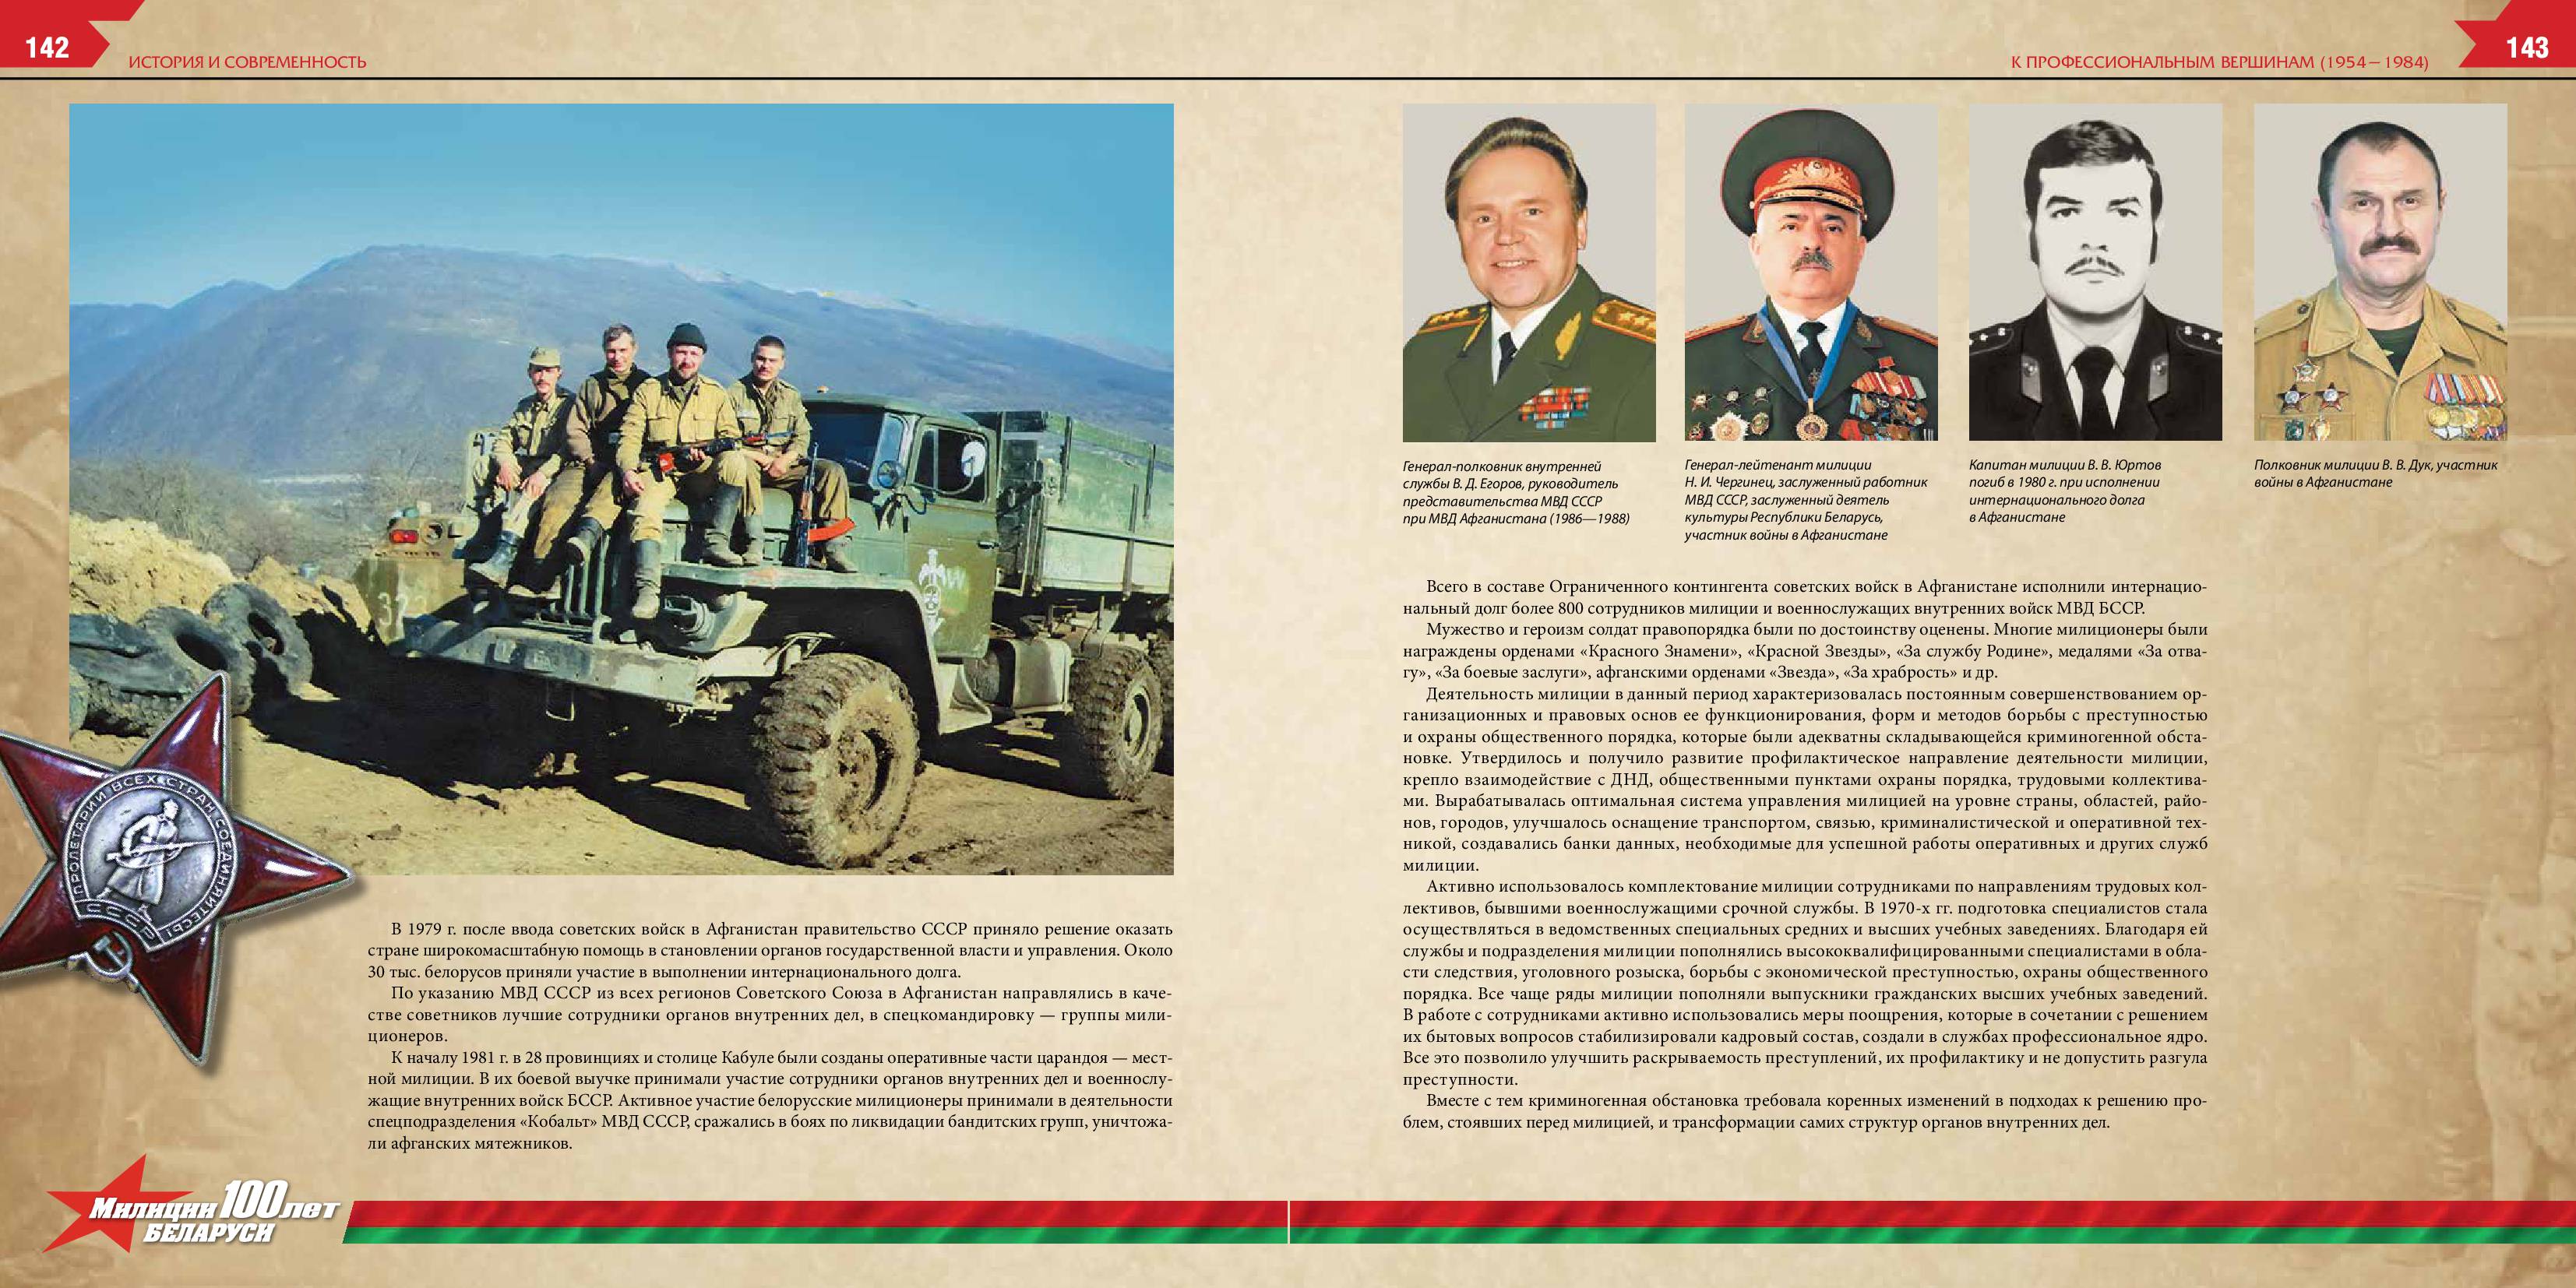 142
ИСТОРИЯ И СОВРЕМЕННОСТЬ
323
ПРОЛЕТАРИИ ВСЕХ СТРАН СОЕДИНЯЙТЕСЬ!
СССР
В 1979 г. после ввода советских войск в Афганистан правительство СССР приняло решение оказать
стране широкомасштабную помощь в становлении органов государственной власти и управления. Около
30 тыс. белорусов приняли участие в выполнении интернационального долга.
По указанию МВД СССР из всех регионов Советского Союза в Афганистан направлялись в каче-
стве советников лучшие сотрудники органов внутренних дел, в спецкомандировку — группы мили-
ционеров.
К началу 1981 г. в 28 провинциях и столице Кабуле были созданы оперативные части царандоя — мест-
ной милиции. В их боевой выучке принимали участие сотрудники органов внутренних дел и военнослу-
жащие внутренних войск БССР. Активное участие белорусские милиционеры принимали в деятельности
спецподразделения «Кобальт» МВД СССР, сражались в боях по ликвидации бандитских групп, уничтожа-
ли афганских мятежников.
Милиции 100 лет
БЕЛАРУСИ
К ПРОФЕССИОНАЛЬНЫМ ВЕРШИНАМ (1954 – 1984)
143
Генерал-полковник внутренней
службы В. Д. Егоров, руководитель
представительства МВД СССР
при МВД Афганистана (1986—1988)
Генерал-лейтенант милиции
Н. И. Чергинец, заслуженный работник
МВД СССР, заслуженный деятель
культуры Республики Беларусь,
участник войны в Афганистане
Капитан милиции В. В. Юртов
погиб в 1980 г. при исполнении
интернационального долга
в Афганистане
Полковник милиции В. В. Дук, участник
войны в Афганистане
Всего в составе Ограниченного контингента советских войск в Афганистане исполнили интернацио-
нальный долг более 800 сотрудников милиции и военнослужащих внутренних войск МВД БССР.
Мужество и героизм солдат правопорядка были по достоинству оценены. Многие милиционеры были
награждены орденами «Красного Знамени», «Красной Звезды», «За службу Родине», медалями «За отва-
гу», «За боевые заслуги», афганскими орденами «Звезда», «За храбрость» и др.
Деятельность милиции в данный период характеризовалась постоянным совершенствованием ор-
ганизационных и правовых основ ее функционирования, форм и методов борьбы с преступностью
и охраны общественного порядка, которые были адекватны складывающейся криминогенной обста-
новке. Утвердилось и получило развитие профилактическое направление деятельности милиции,
крепло взаимодействие с ДНД, общественными пунктами охраны порядка, трудовыми коллектива-
ми. Вырабатывалась оптимальная система управления милицией на уровне страны, областей, райо-
нов, городов, улучшалось оснащение транспортом, связью, криминалистической и оперативной тех-
никой, создавались банки данных, необходимые для успешной работы оперативных и других служб
милиции.
Активно использовалось комплектование милиции сотрудниками по направлениям трудовых кол-
лективов, бывшими военнослужащими срочной службы. В 1970-х гг. подготовка специалистов стала
осуществляться в ведомственных специальных средних и высших учебных заведениях. Благодаря ей
службы и подразделения милиции пополнялись высококвалифицированными специалистами в обла-
сти следствия, уголовного розыска, борьбы с экономической преступностью, охраны общественного
порядка. Все чаще ряды милиции пополняли выпускники гражданских высших учебных заведений.
В работе с сотрудниками активно использовались меры поощрения, которые в сочетании с решением
их бытовых вопросов стабилизировали кадровый состав, создали в службах профессиональное ядро.
Все это позволило улучшить раскрываемость преступлений, их профилактику и не допустить разгула
преступности.
Вместе с тем криминогенная обстановка требовала коренных изменений в подходах к решению про-
блем, стоявших перед милицией, и трансформации самих структур органов внутренних дел.